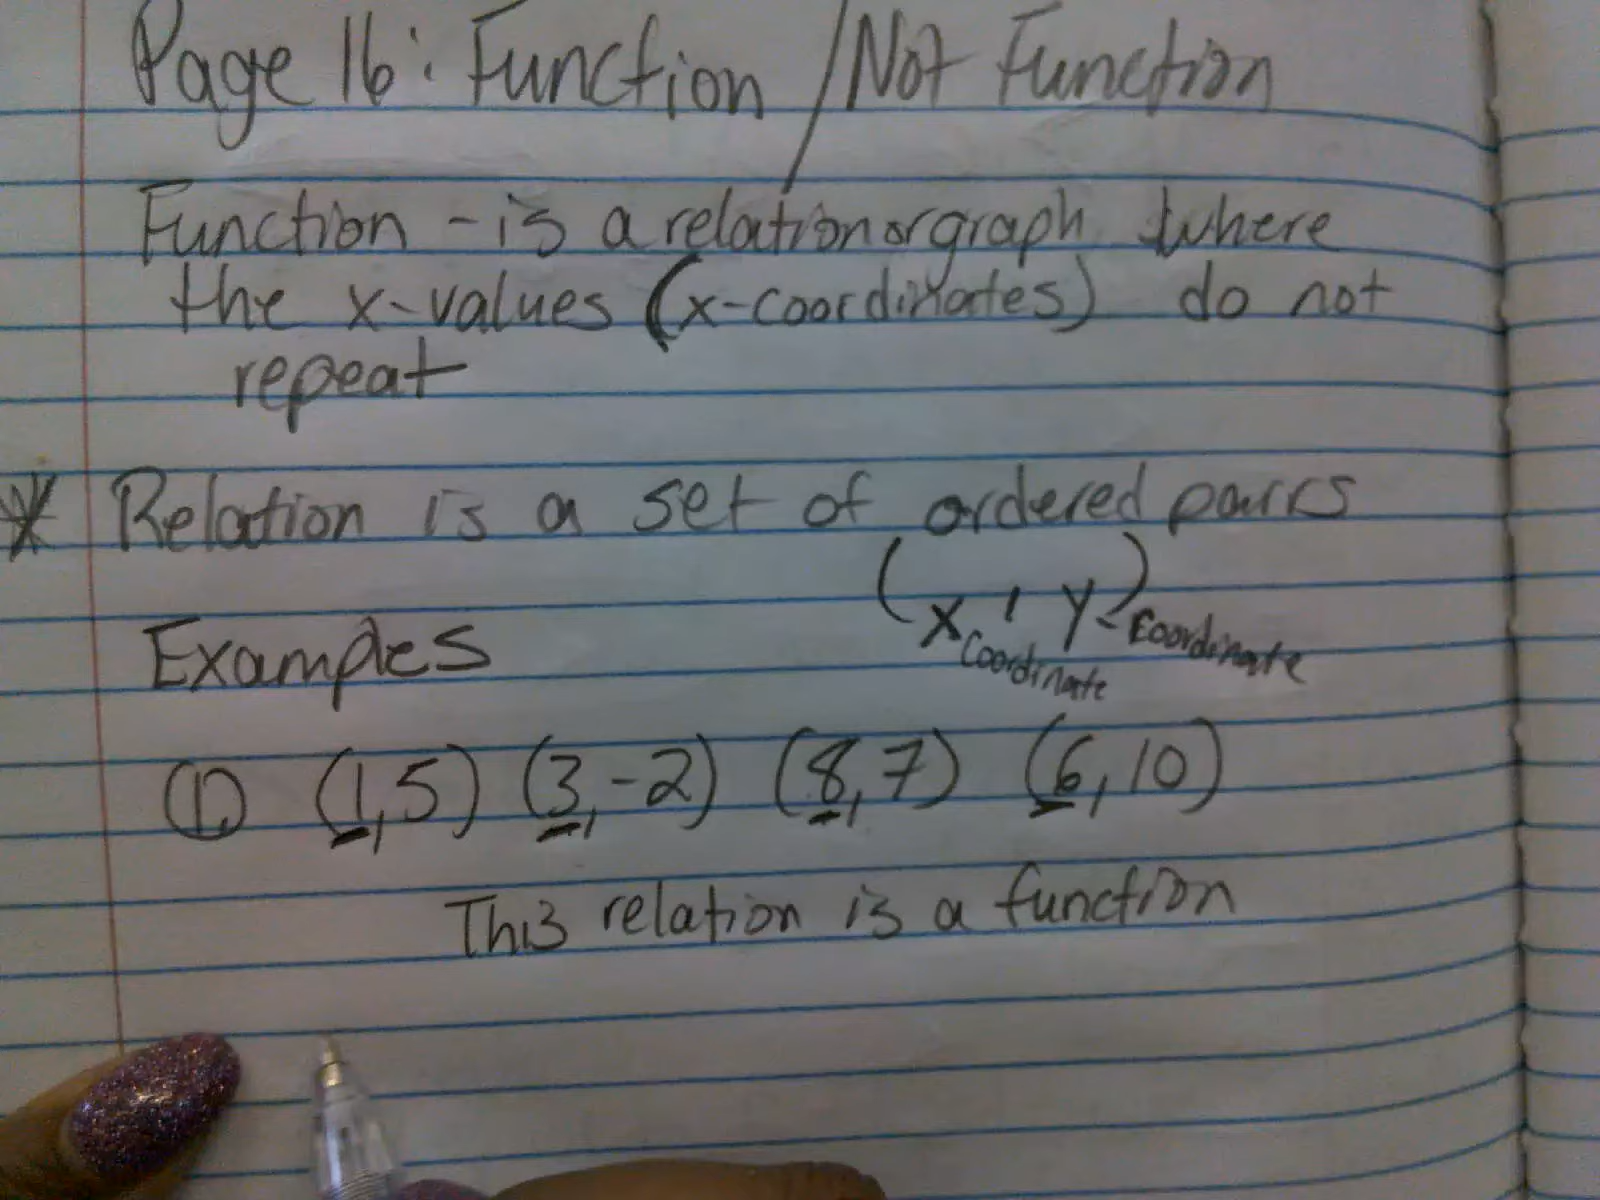 Page 16: Function / Not Function
Function - is a relation or graph where
the x-values (x-coordinates) do not
repeat
* Relation is a set of ordered pairs
(x coordinate, y-coordinate)
Examples
① (1,5) (3,-2) (8,7) (6,10)
This relation is a function